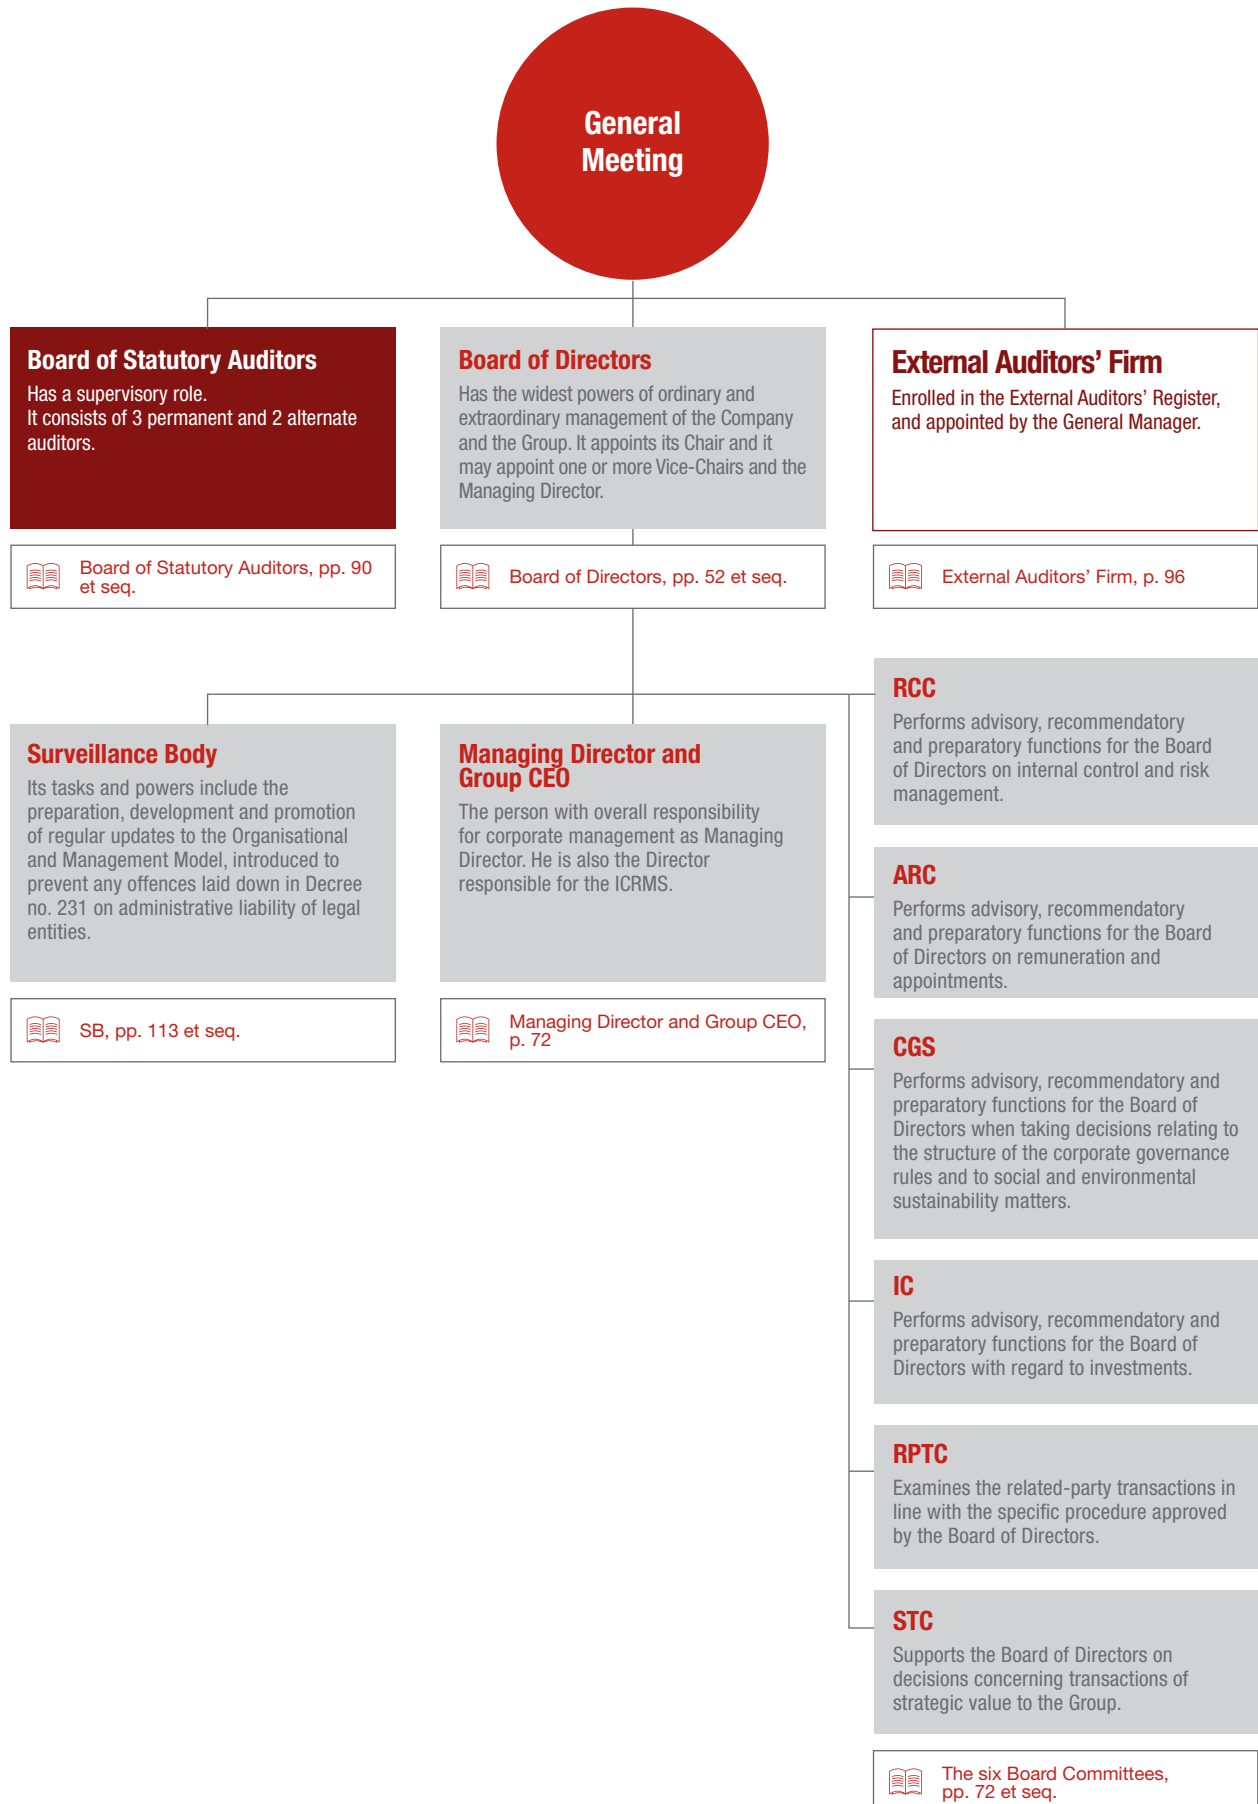 General
Meeting
Board of Statutory Auditors
Has a supervisory role.
It consists of 3 permanent and 2 alternate
auditors.
Board of Statutory Auditors, pp. 90
et seq.
Board of Directors
Has the widest powers of ordinary and
extraordinary management of the Company
and the Group. It appoints its Chair and it
may appoint one or more Vice-Chairs and the
Managing Director.
Board of Directors, pp. 52 et seq.
External Auditors’ Firm
Enrolled in the External Auditors’ Register,
and appointed by the General Manager.
External Auditors’ Firm, p. 96
Surveillance Body
Its tasks and powers include the
preparation, development and promotion
of regular updates to the Organisational
and Management Model, introduced to
prevent any offences laid down in Decree
no. 231 on administrative liability of legal
entities.
SB, pp. 113 et seq.
Managing Director and
Group CEO
The person with overall responsibility
for corporate management as Managing
Director. He is also the Director
responsible for the ICRMS.
Managing Director and Group CEO,
p. 72
RCC
Performs advisory, recommendatory
and preparatory functions for the Board
of Directors on internal control and risk
management.
ARC
Performs advisory, recommendatory
and preparatory functions for the Board
of Directors on remuneration and
appointments.
CGS
Performs advisory, recommendatory and
preparatory functions for the Board of
Directors when taking decisions relating to
the structure of the corporate governance
rules and to social and environmental
sustainability matters.
IC
Performs advisory, recommendatory and
preparatory functions for the Board of
Directors with regard to investments.
RPTC
Examines the related-party transactions in
line with the specific procedure approved
by the Board of Directors.
STC
Supports the Board of Directors on
decisions concerning transactions of
strategic value to the Group.
The six Board Committees,
pp. 72 et seq.